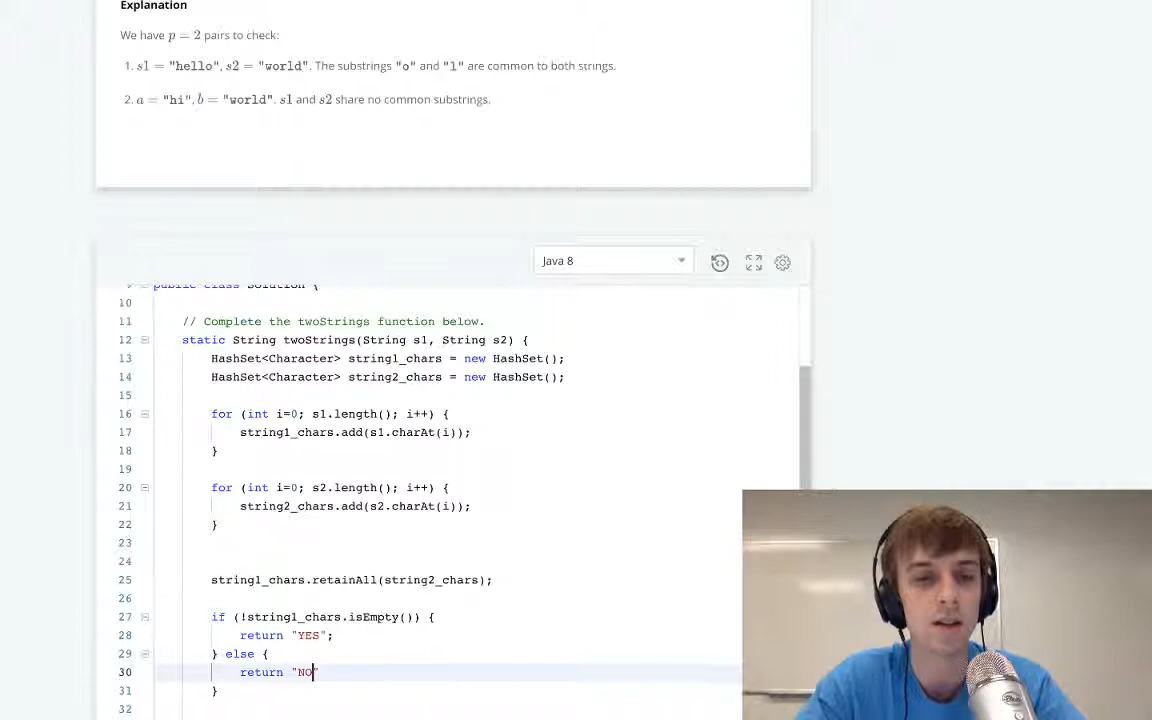 Explanation
We have p = 2 pairs to check:
1. s1 = "hello", s2 = "world". The substrings "o" and "l" are common to both strings.
2. a = "hi", b = "world". s1 and s2 share no common substrings.
Java 8
9 public class Solution {
10
11 // Complete the twoStrings function below.
12 static String twoStrings(String s1, String s2) {
13 HashSet<Character> string1_chars = new HashSet();
14 HashSet<Character> string2_chars = new HashSet();
15
16 for (int i=0; s1.length(); i++) {
17 string1_chars.add(s1.charAt(i));
18 }
19
20 for (int i=0; s2.length(); i++) {
21 string2_chars.add(s2.charAt(i));
22 }
23
24
25 string1_chars.retainAll(string2_chars);
26
27 if (!string1_chars.isEmpty()) {
28 return "YES";
29 } else {
30 return "NO"
31 }
32